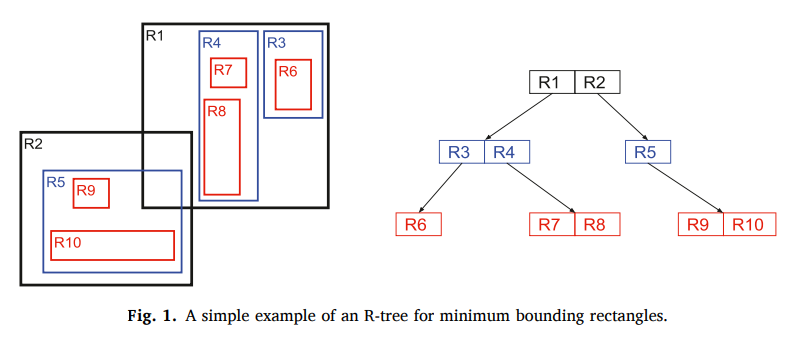 R1
R4
R3
R7
R6
R8
R2
R5
R9
R10
R1 R2
R3 R4
R5
R6
R7 R8
R9 R10
Fig. 1. A simple example of an R-tree for minimum bounding rectangles.